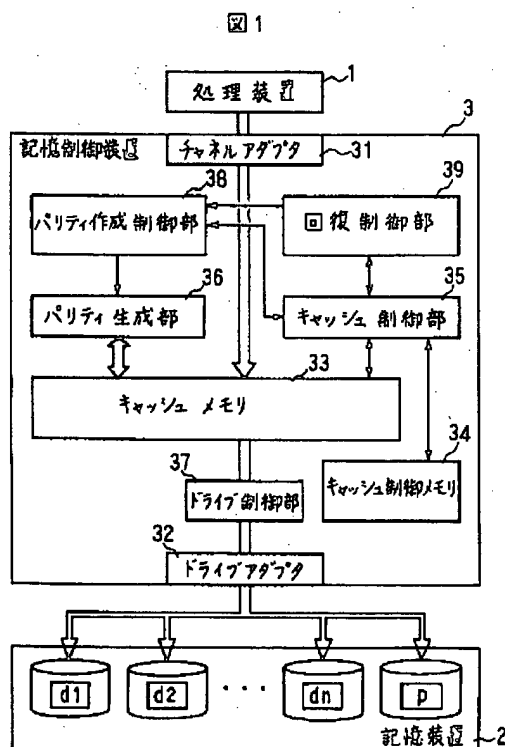 図1
1
処理装置
3
記憶制御装置
チャネルアダプタ
31
38
39
パリティ作成制御部
回復制御部
36
35
パリティ生成部
キャッシュ制御部
33
キャッシュメモリ
34
37
キャッシュ制御メモリ
ドライブ制御部
32
ドライブアダプタ
d1
d2
・・・
dn
p
記憶装置
2